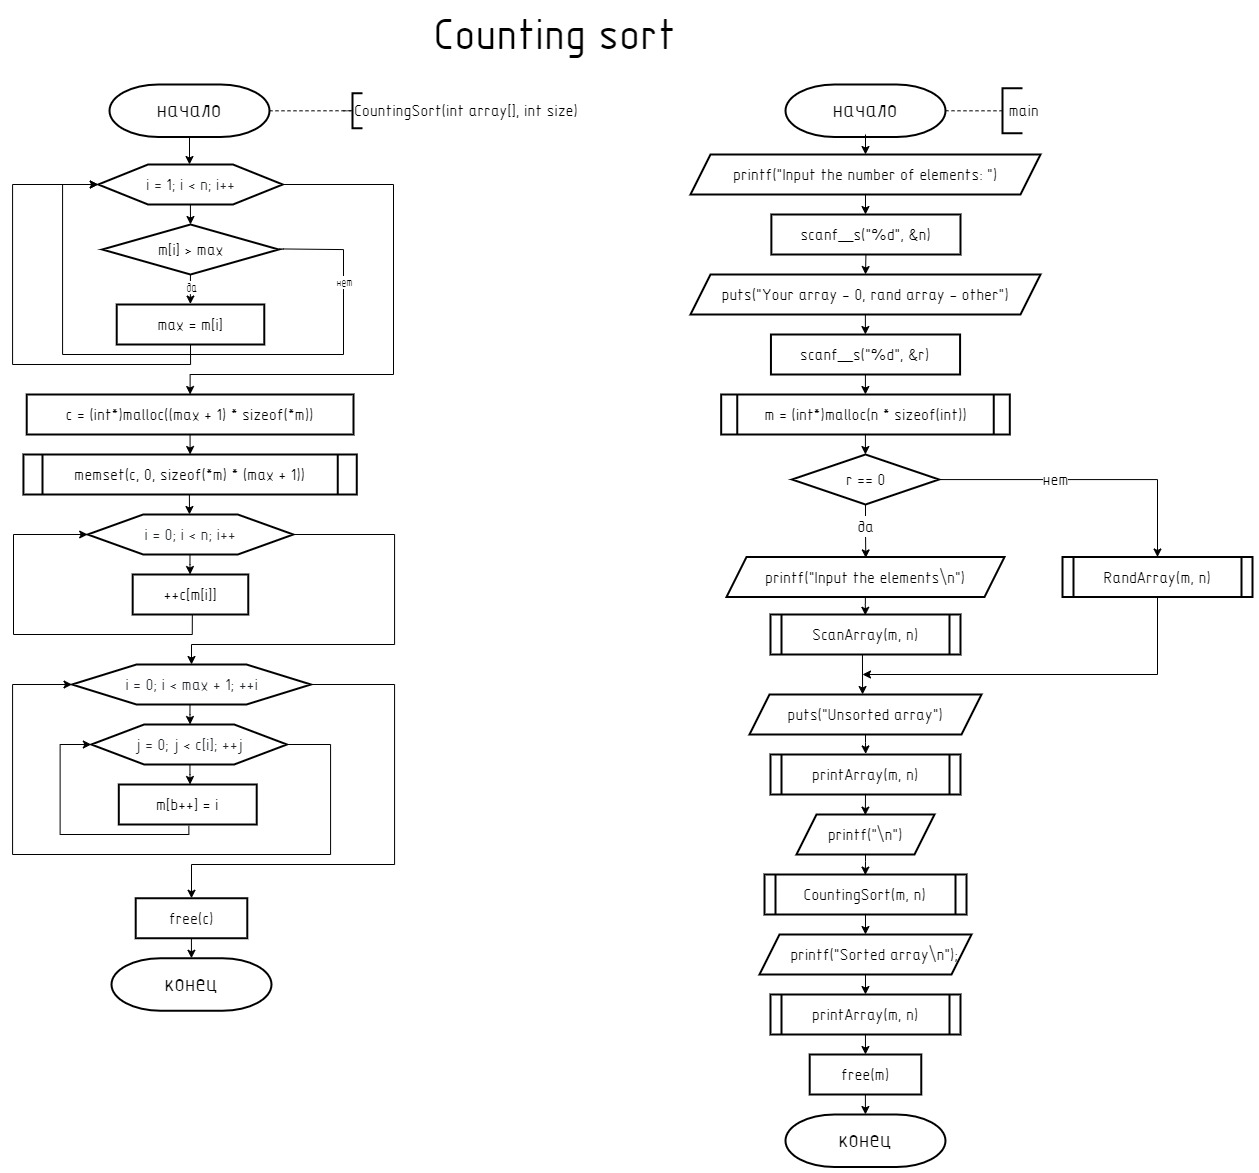 Counting sort
начало
CountingSort(int array[], int size)
i = 1; i < n; i++
m[i] > max
да
нет
max = m[i]
c = (int*)malloc((max + 1) * sizeof(*m))
memset(c, 0, sizeof(*m) * (max + 1))
i = 0; i < n; i++
++c[m[i]]
i = 0; i < max + 1; ++i
j = 0; j < c[i]; ++j
m[b++] = i
free(c)
конец
начало
main
printf("Input the number of elements: ")
scanf__s("%d", &n)
puts("Your array - 0, rand array - other")
scanf__s("%d", &r)
m = (int*)malloc(n * sizeof(int))
r == 0
нет
да
printf("Input the elements\n")
RandArray(m, n)
ScanArray(m, n)
puts("Unsorted array")
printArray(m, n)
printf("\n")
CountingSort(m, n)
printf("Sorted array\n");
printArray(m, n)
free(m)
конец